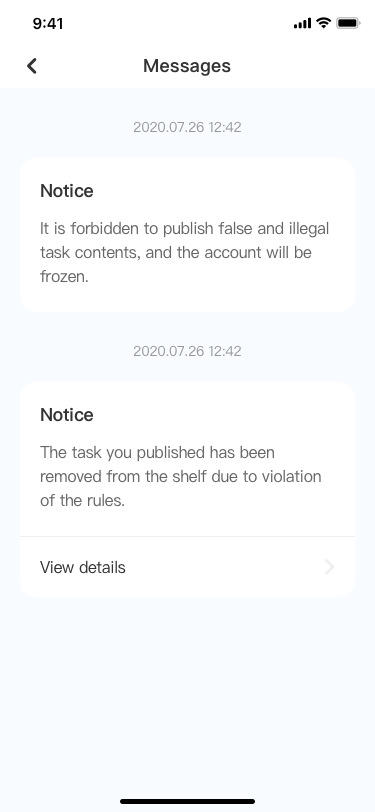 9:41
Messages
2020.07.26 12:42
Notice
It is forbidden to publish false and illegal
task contents, and the account will be
frozen.
2020.07.26 12:42
Notice
The task you published has been
removed from the shelf due to violation
of the rules.
View details